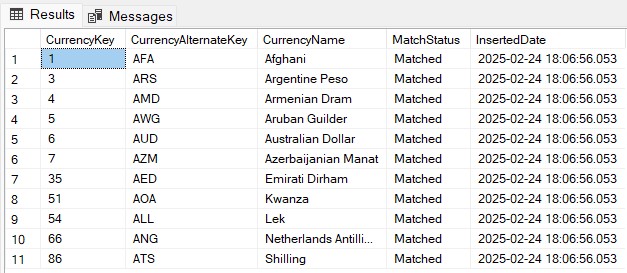 Results Messages
CurrencyKey CurrencyAlternateKey CurrencyName MatchStatus InsertedDate
1 1 AFA Afghani Matched 2025-02-24 18:06:56.053
2 3 ARS Argentine Peso Matched 2025-02-24 18:06:56.053
3 4 AMD Armenian Dram Matched 2025-02-24 18:06:56.053
4 5 AWG Aruban Guilder Matched 2025-02-24 18:06:56.053
5 6 AUD Australian Dollar Matched 2025-02-24 18:06:56.053
6 7 AZM Azerbaijanian Manat Matched 2025-02-24 18:06:56.053
7 35 AED Emirati Dirham Matched 2025-02-24 18:06:56.053
8 51 AOA Kwanza Matched 2025-02-24 18:06:56.053
9 54 ALL Lek Matched 2025-02-24 18:06:56.053
10 66 ANG Netherlands Antilli... Matched 2025-02-24 18:06:56.053
11 86 ATS Shilling Matched 2025-02-24 18:06:56.053